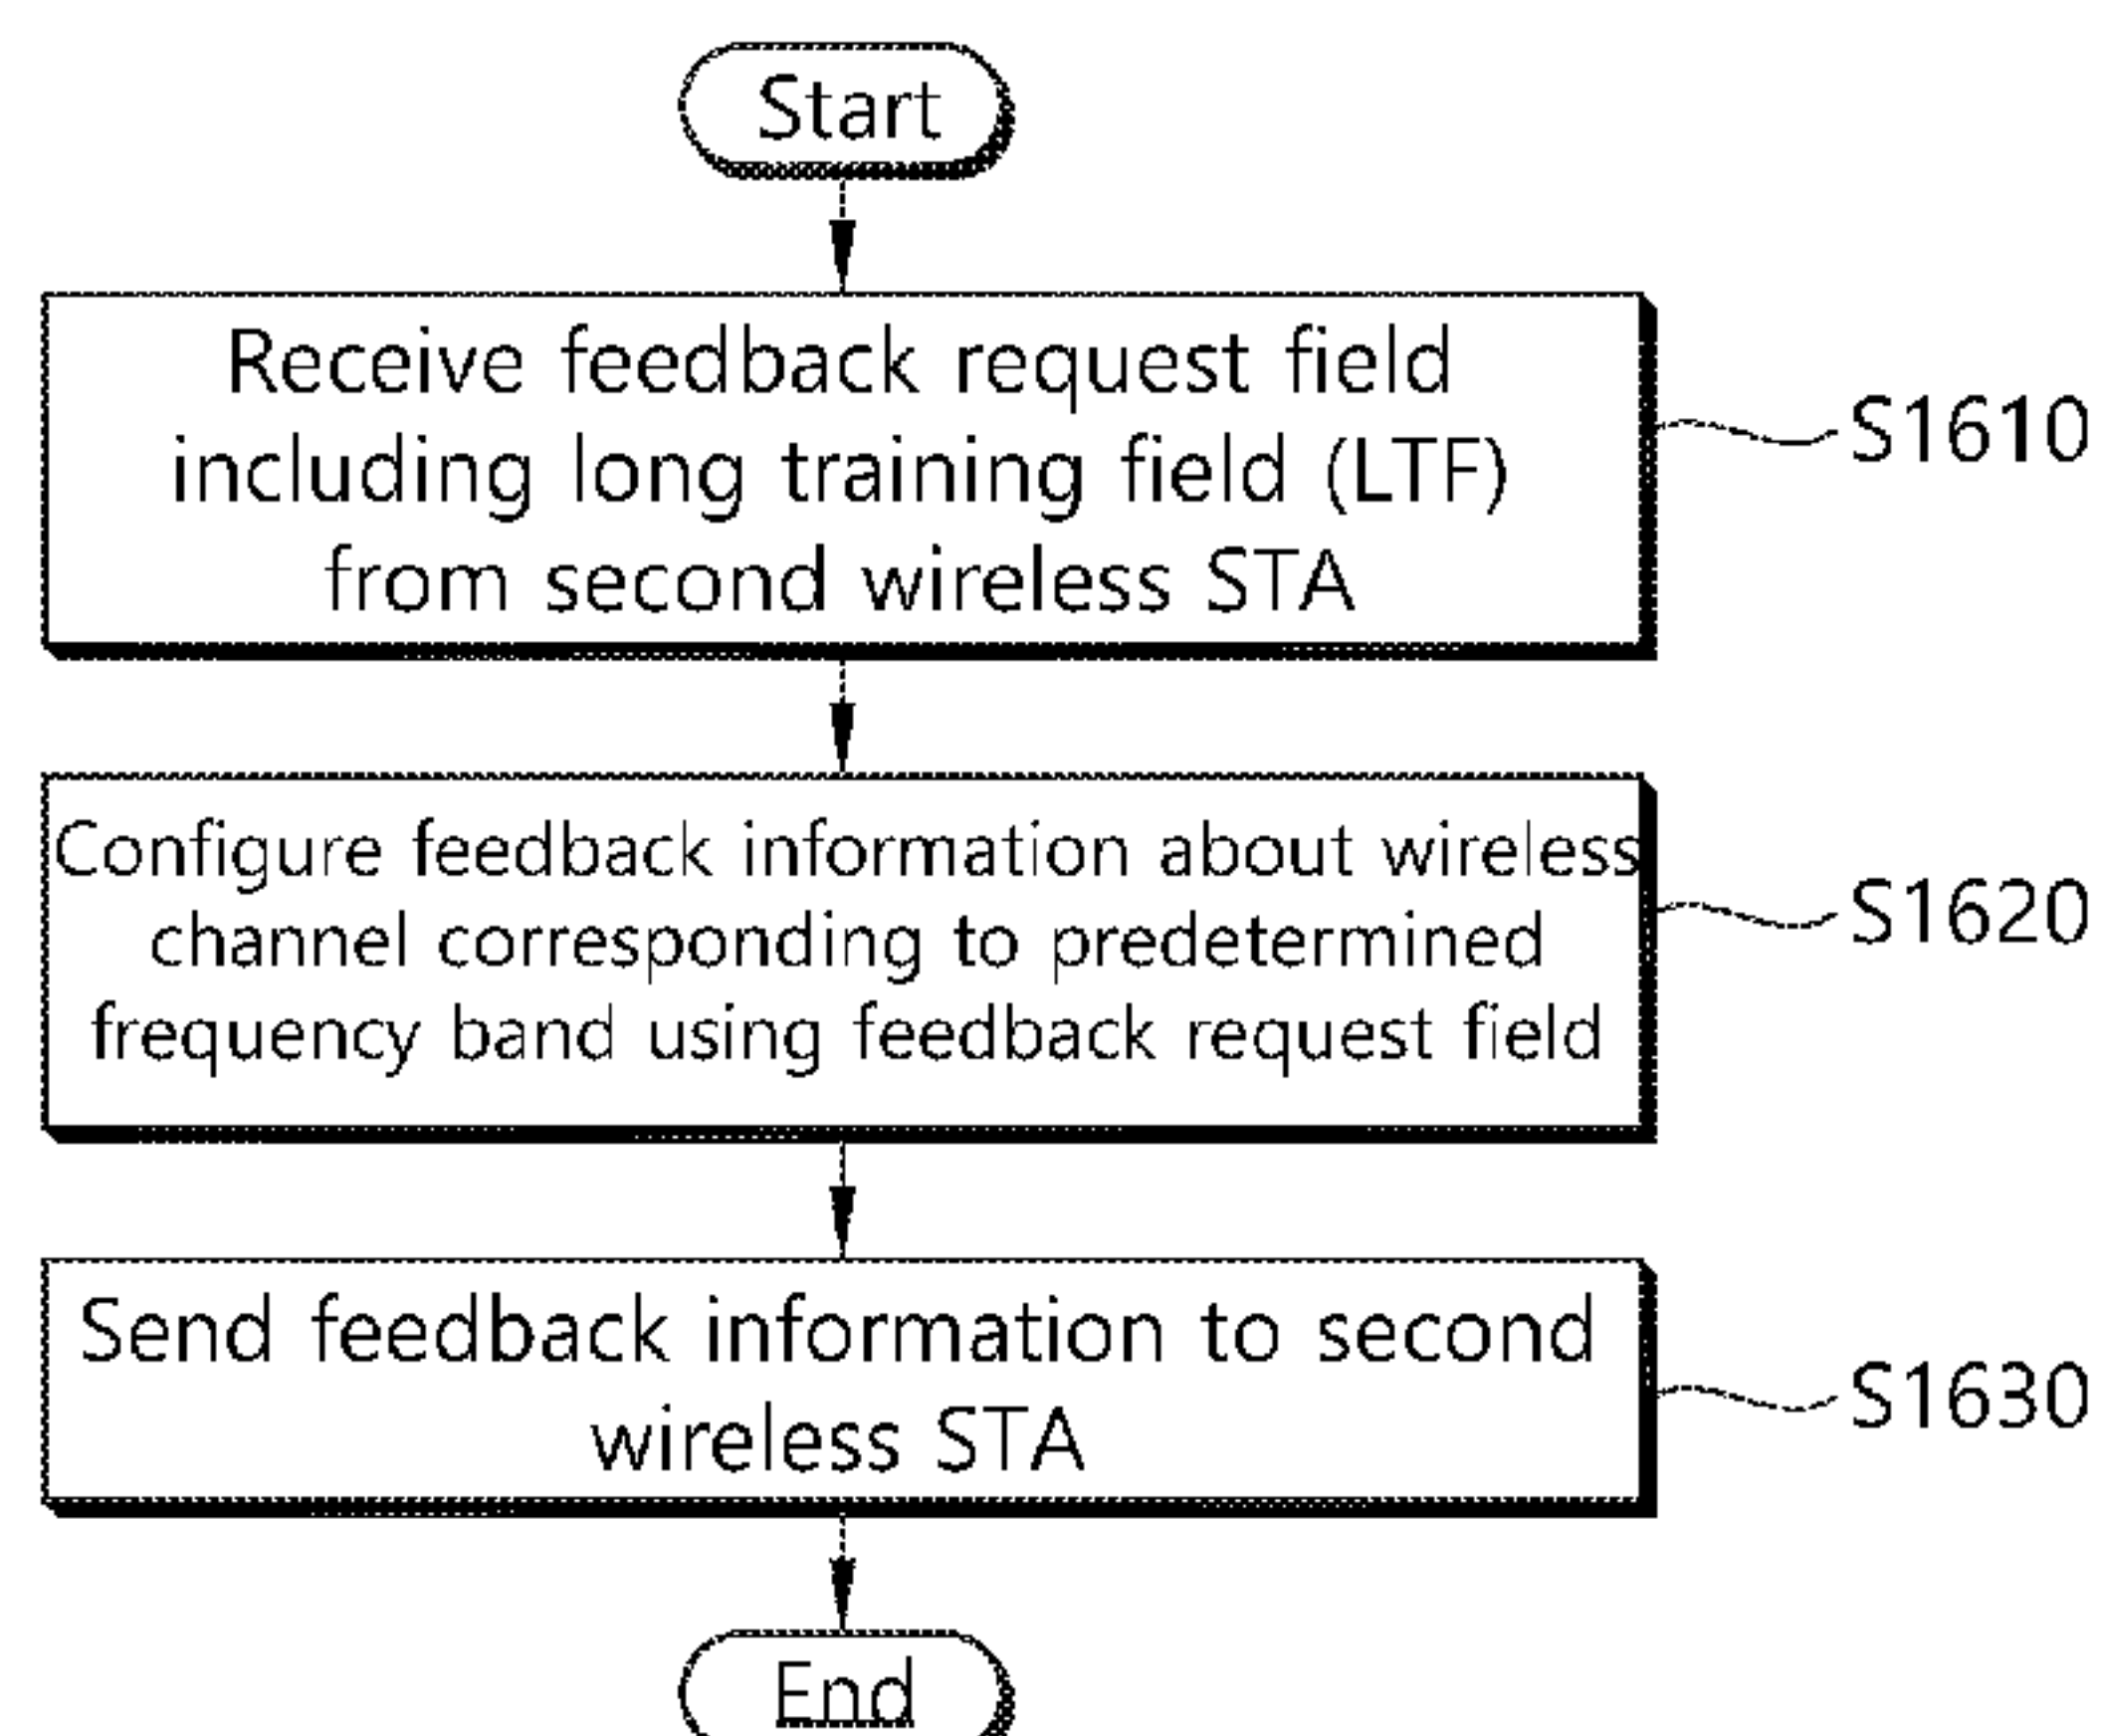 Start
Receive feedback request field
including long training field (LTF)
from second wireless STA
S1610
Configure feedback information about wireless
channel corresponding to predetermined
frequency band using feedback request field
S1620
Send feedback information to second
wireless STA
S1630
End